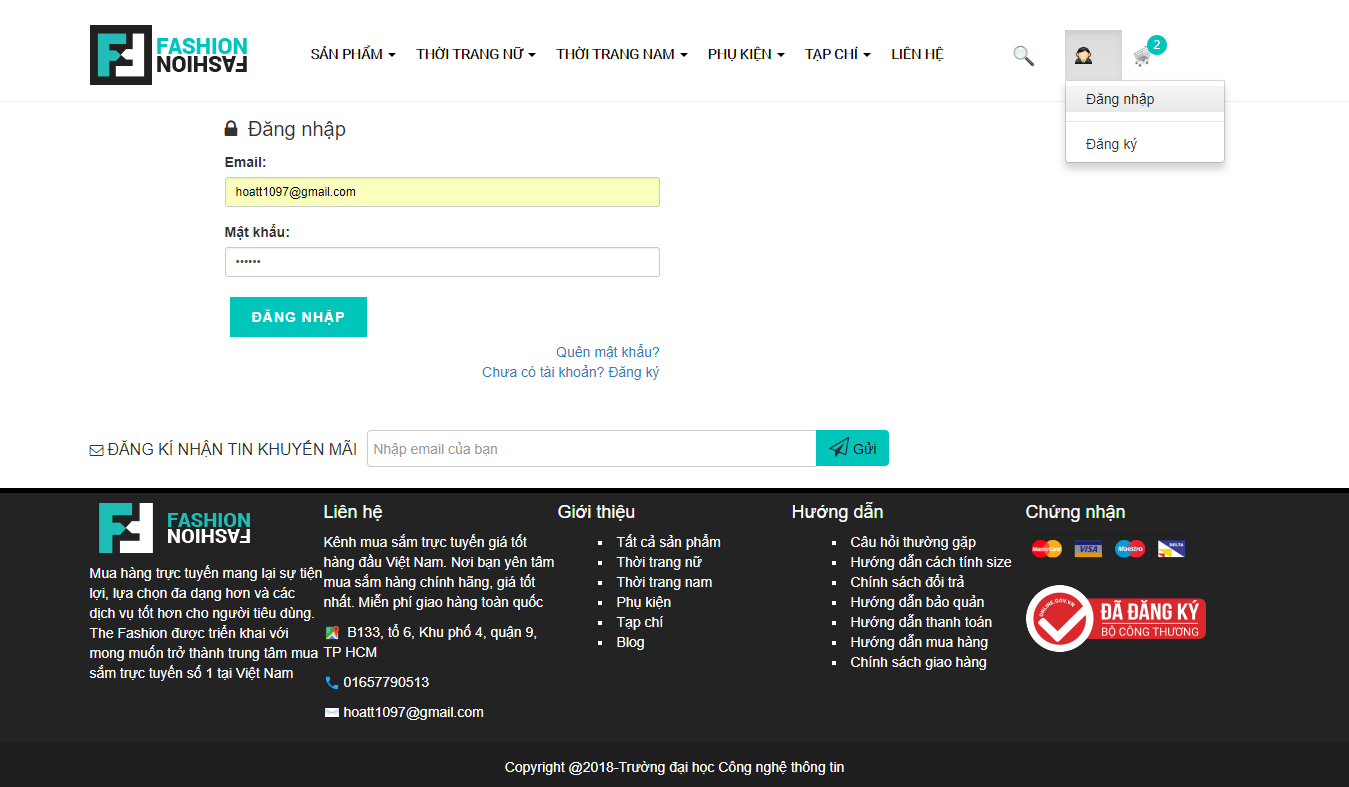 FASHION
FASHION
SẢN PHẨM
THỜI TRANG NỮ
THỜI TRANG NAM
PHỤ KIỆN
TẠP CHÍ
LIÊN HỆ
2
Đăng nhập
Đăng ký
Đăng nhập
Email:
hoatt1097@gmail.com
Mật khẩu:
••••••
ĐĂNG NHẬP
Quên mật khẩu?
Chưa có tài khoản? Đăng ký
ĐĂNG KÍ NHẬN TIN KHUYẾN MÃI
Nhập email của bạn
Gửi
FASHION
FASHION
Mua hàng trực tuyến mang lại sự tiện
lợi, lựa chọn đa dạng hơn và các
dịch vụ tốt hơn cho người tiêu dùng.
The Fashion được triển khai với
mong muốn trở thành trung tâm mua
sắm trực tuyến số 1 tại Việt Nam
Liên hệ
Kênh mua sắm trực tuyến giá tốt
hàng đầu Việt Nam. Nơi bạn yên tâm
mua sắm hàng chính hãng, giá tốt
nhất. Miễn phí giao hàng toàn quốc
B133, tổ 6, Khu phố 4, quận 9,
TP HCM
01657790513
hoatt1097@gmail.com
Giới thiệu
Tất cả sản phẩm
Thời trang nữ
Thời trang nam
Phụ kiện
Tạp chí
Blog
Hướng dẫn
Câu hỏi thường gặp
Hướng dẫn cách tính size
Chính sách đổi trả
Hướng dẫn bảo quản
Hướng dẫn thanh toán
Hướng dẫn mua hàng
Chính sách giao hàng
Chứng nhận
MasterCard
VISA
Maestro
DELTA
ONLINE.GOV.VN
ĐÃ ĐĂNG KÝ
BỘ CÔNG THƯƠNG
Copyright @2018-Trường đại học Công nghệ thông tin